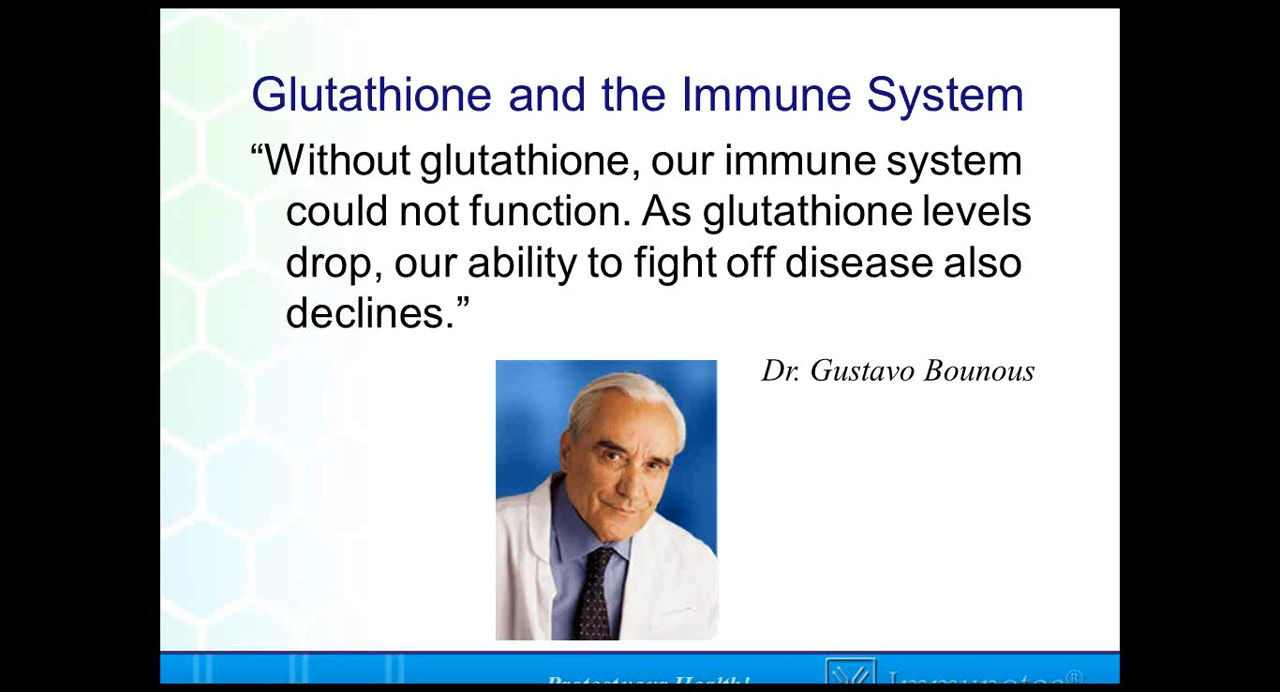 Glutathione and the Immune System
“Without glutathione, our immune system
could not function. As glutathione levels
drop, our ability to fight off disease also
declines.”
Dr. Gustavo Bounous
Immunotec®